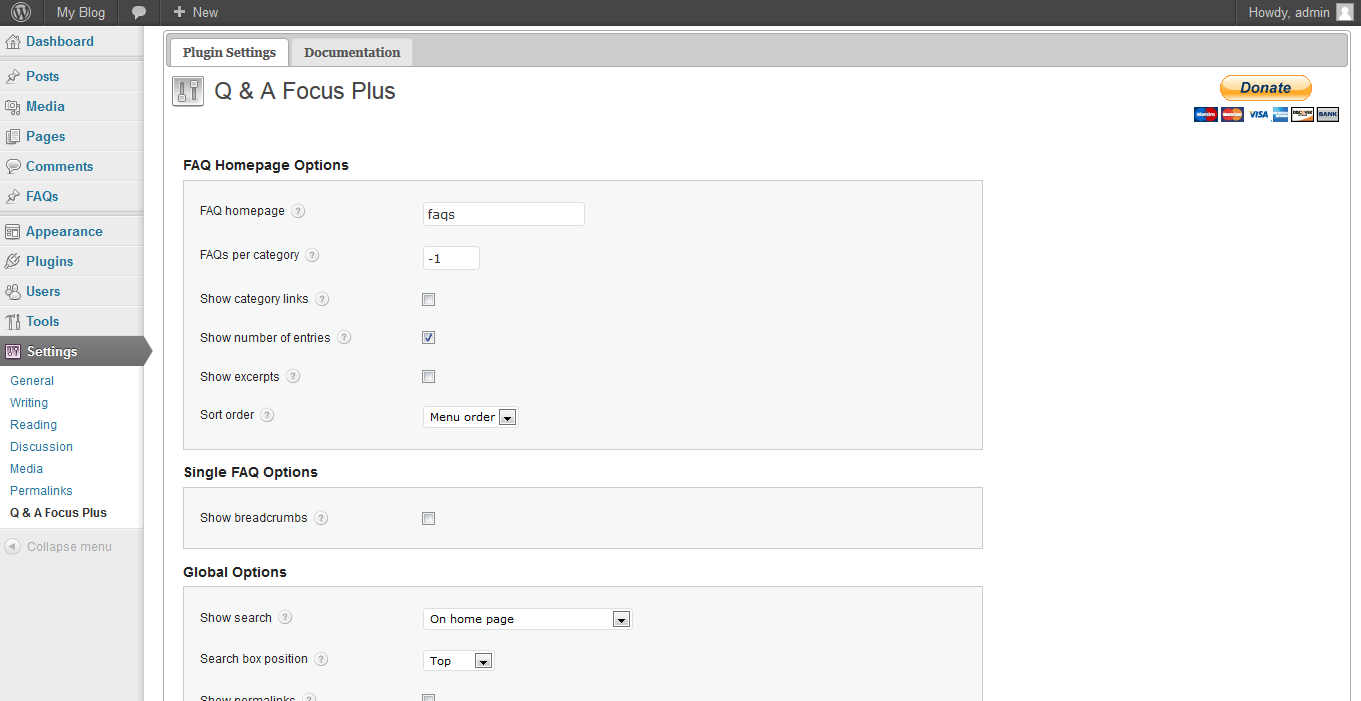 My Blog
New
Howdy, admin
Dashboard
Posts
Media
Pages
Comments
FAQs
Appearance
Plugins
Users
Tools
Settings
General
Writing
Reading
Discussion
Media
Permalinks
Q & A Focus Plus
Collapse menu
Plugin Settings Documentation
Q & A Focus Plus
Donate
Maestro MasterCard VISA DISCOVER BANK
FAQ Homepage Options
FAQ homepage ? faqs
FAQs per category ? -1
Show category links ?
Show number of entries ?
Show excerpts ?
Sort order ? Menu order
Single FAQ Options
Show breadcrumbs ?
Global Options
Show search ? On home page
Search box position ? Top
Show permalinks ?